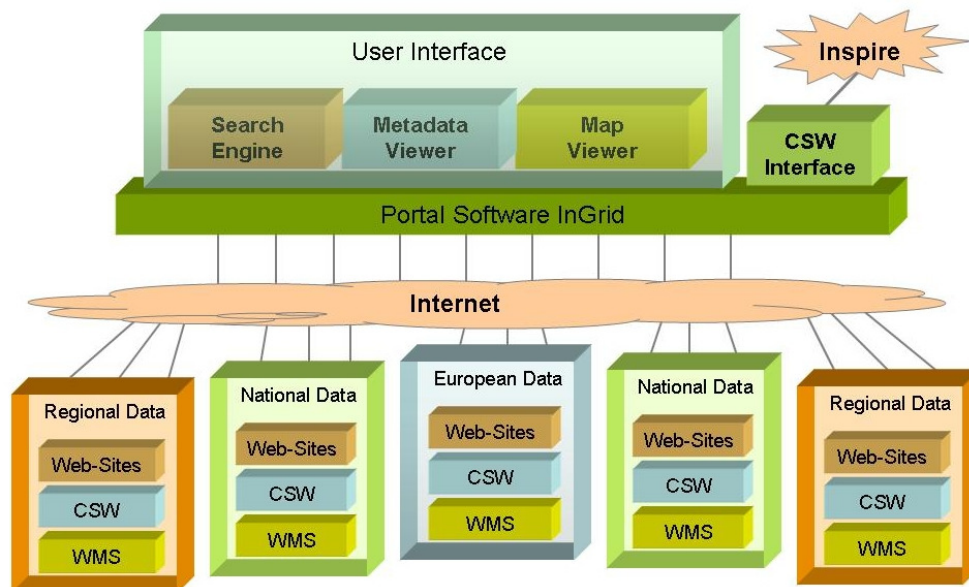 User Interface
Inspire
Search
Engine
Metadata
Viewer
Map
Viewer
CSW
Interface
Portal Software InGrid
Internet
Regional Data
Web-Sites
CSW
WMS
National Data
Web-Sites
CSW
WMS
European Data
Web-Sites
CSW
WMS
National Data
Web-Sites
CSW
WMS
Regional Data
Web-Sites
CSW
WMS